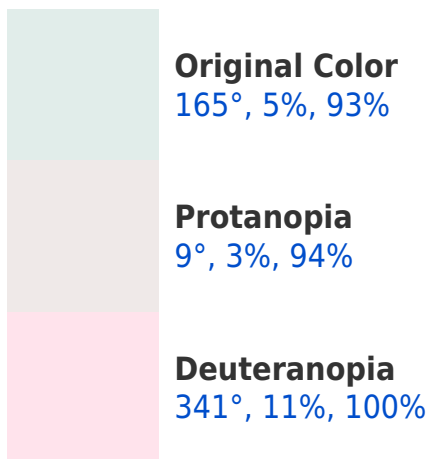 Original Color
165°, 5%, 93%
Protanopia
9°, 3%, 94%
Deuteranopia
341°, 11%, 100%